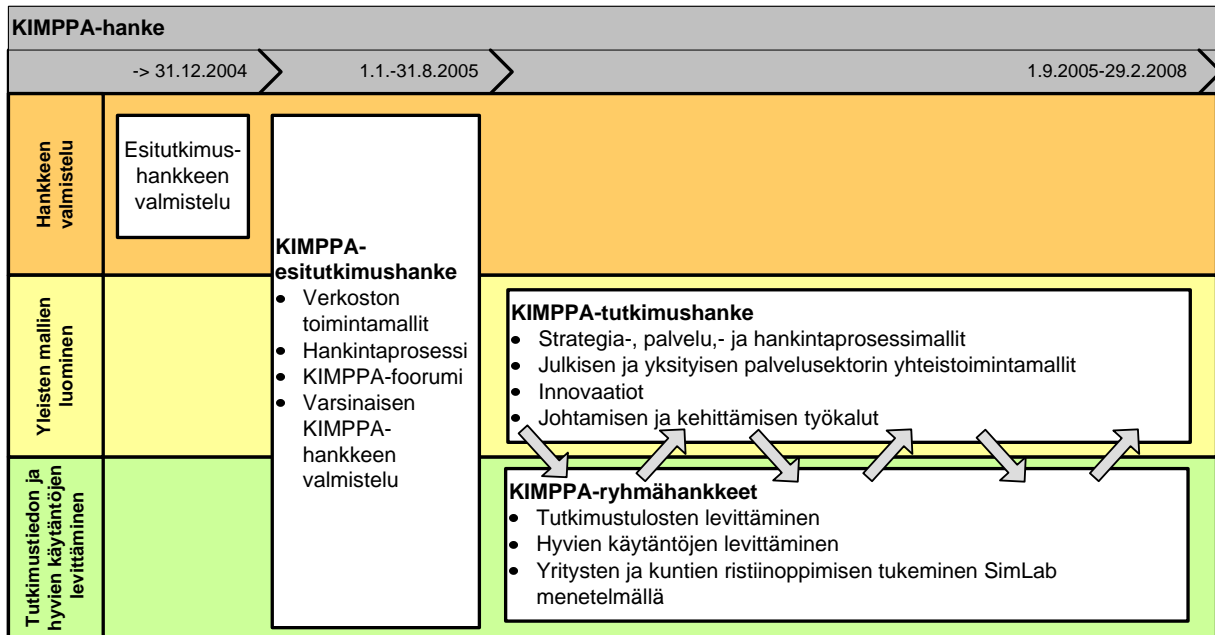 KIMPPA-hanke
-> 31.12.2004
1.1.-31.8.2005
1.9.2005-29.2.2008
Hankkeen
valmistelu
Esitutkimus-
hankkeen
valmistelu
KIMPPA-
esitutkimushanke
• Verkoston
toimintamallit
• Hankintaprosessi
• KIMPPA-foorumi
• Varsinaisen
KIMPPA-
hankkeen
valmistelu
Yleisten mallien
luominen
KIMPPA-tutkimushanke
• Strategia-, palvelu,- ja hankintaprosessimallit
• Julkisen ja yksityisen palvelusektorin yhteistoimintamallit
• Innovaatiot
• Johtamisen ja kehittämisen työkalut
Tutkimustiedon ja
hyvien käytäntöjen
levittäminen
KIMPPA-ryhmähankkeet
• Tutkimustulosten levittäminen
• Hyvien käytäntöjen levittäminen
• Yritysten ja kuntien ristiinoppimisen tukeminen SimLab
menetelmällä